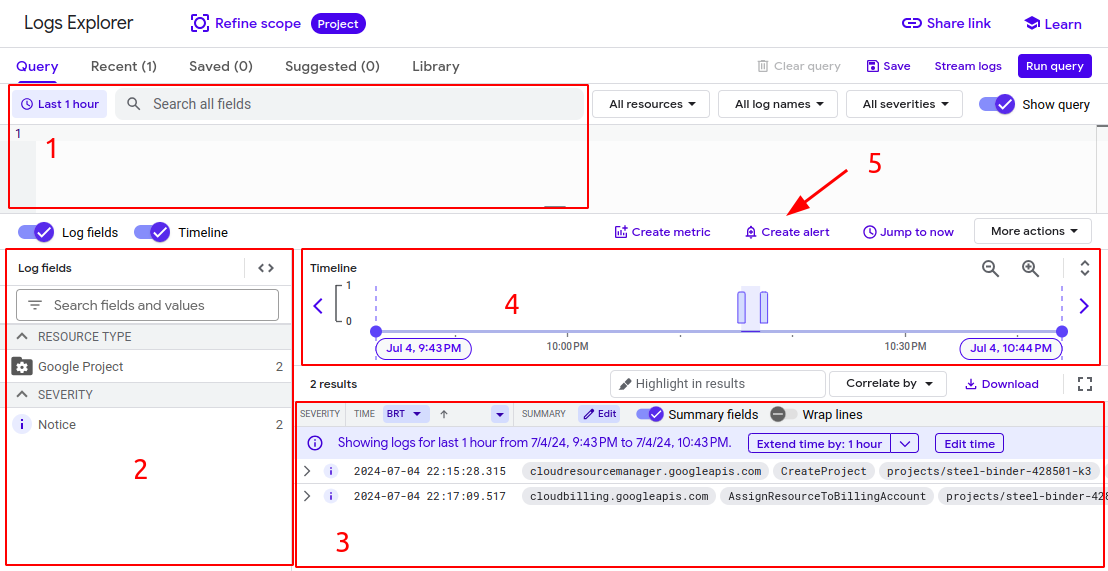 Logs Explorer Refine scope Project Share link Learn
Query Recent (1) Saved (0) Suggested (0) Library Clear query Save Stream logs Run query
Last 1 hour Search all fields All resources All log names All severities Show query
1
1
5
Log fields Timeline Create metric Create alert Jump to now More actions
Log fields <>
Search fields and values
RESOURCE TYPE
Google Project 2
SEVERITY
Notice 2
2
Timeline
1
0
4
Jul 4, 9:43 PM 10:00 PM 10:30 PM Jul 4, 10:44 PM
2 results Highlight in results Correlate by Download
SEVERITY TIME BRT SUMMARY Edit Summary fields Wrap lines
Showing logs for last 1 hour from 7/4/24, 9:43 PM to 7/4/24, 10:43 PM. Extend time by: 1 hour Edit time
2024-07-04 22:15:28.315 cloudresourcemanager.googleapis.com CreateProject projects/steel-binder-428501-k3
2024-07-04 22:17:09.517 cloudbilling.googleapis.com AssignResourceToBillingAccount projects/steel-binder-428
3